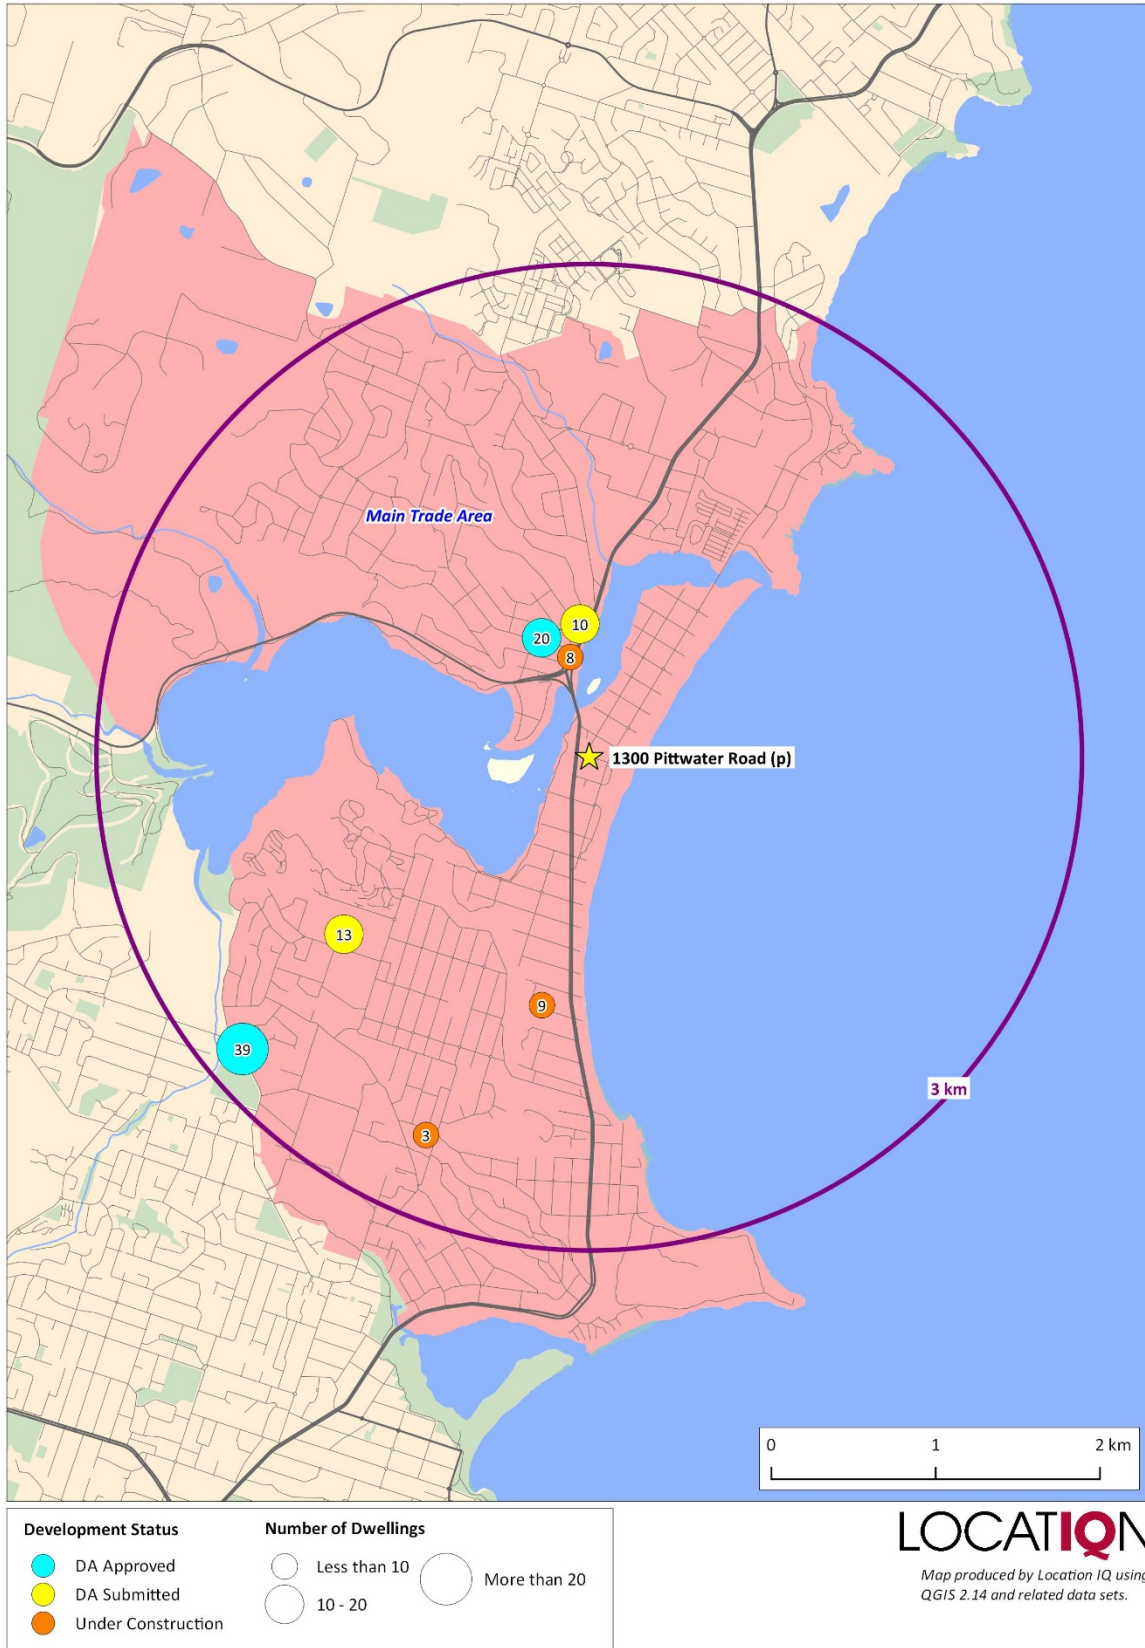 Main Trade Area
10
20
8
1300 Pittwater Road (p)
13
9
39
3 km
3
0 1 2 km
Development Status
DA Approved
DA Submitted
Under Construction
Number of Dwellings
Less than 10
10 - 20
More than 20
LOCATIQN
Map produced by Location IQ using
QGIS 2.14 and related data sets.